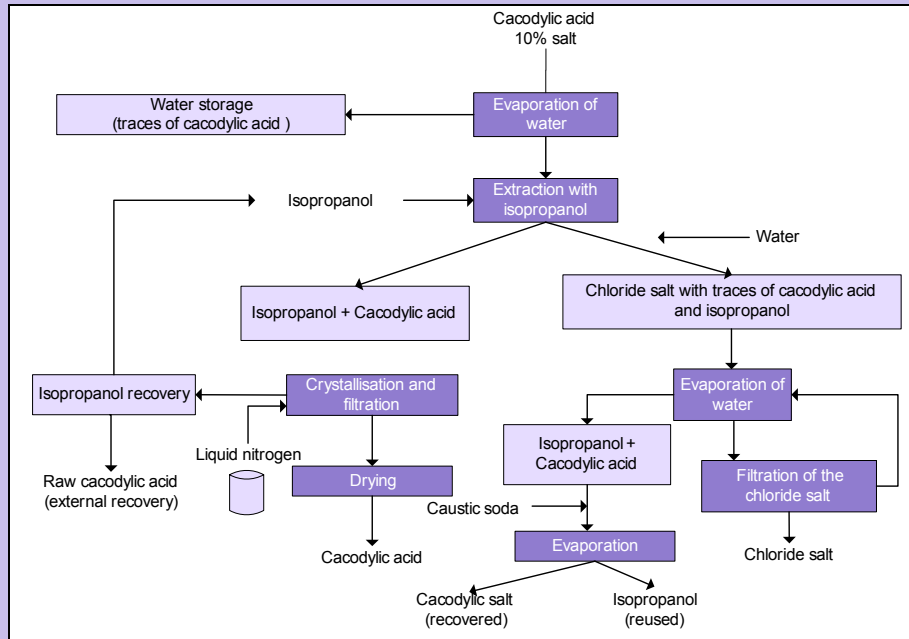 Cacodylic acid
10% salt
Water storage
(traces of cacodylic acid )
Evaporation of
water
Isopropanol
Extraction with
isopropanol
Water
Isopropanol + Cacodylic acid
Chloride salt with traces of cacodylic acid
and isopropanol
Isopropanol recovery
Crystallisation and
filtration
Evaporation of
water
Liquid nitrogen
Isopropanol +
Cacodylic acid
Raw cacodylic acid
(external recovery)
Drying
Filtration of the
chloride salt
Caustic soda
Cacodylic acid
Evaporation
Chloride salt
Cacodylic salt
(recovered)
Isopropanol
(reused)